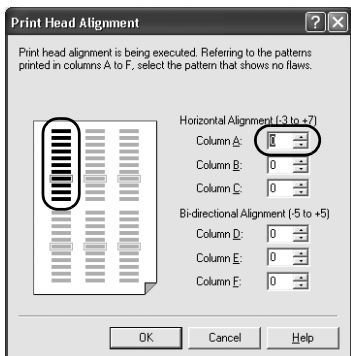 Print Head Alignment
Print head alignment is being executed. Referring to the patterns
printed in columns A to F, select the pattern that shows no flaws.
Horizontal Alignment (-3 to +7)
Column A: 0
Column B: 0
Column C: 0
Bi-directional Alignment (-5 to +5)
Column D: 0
Column E: 0
Column F: 0
OK Cancel Help